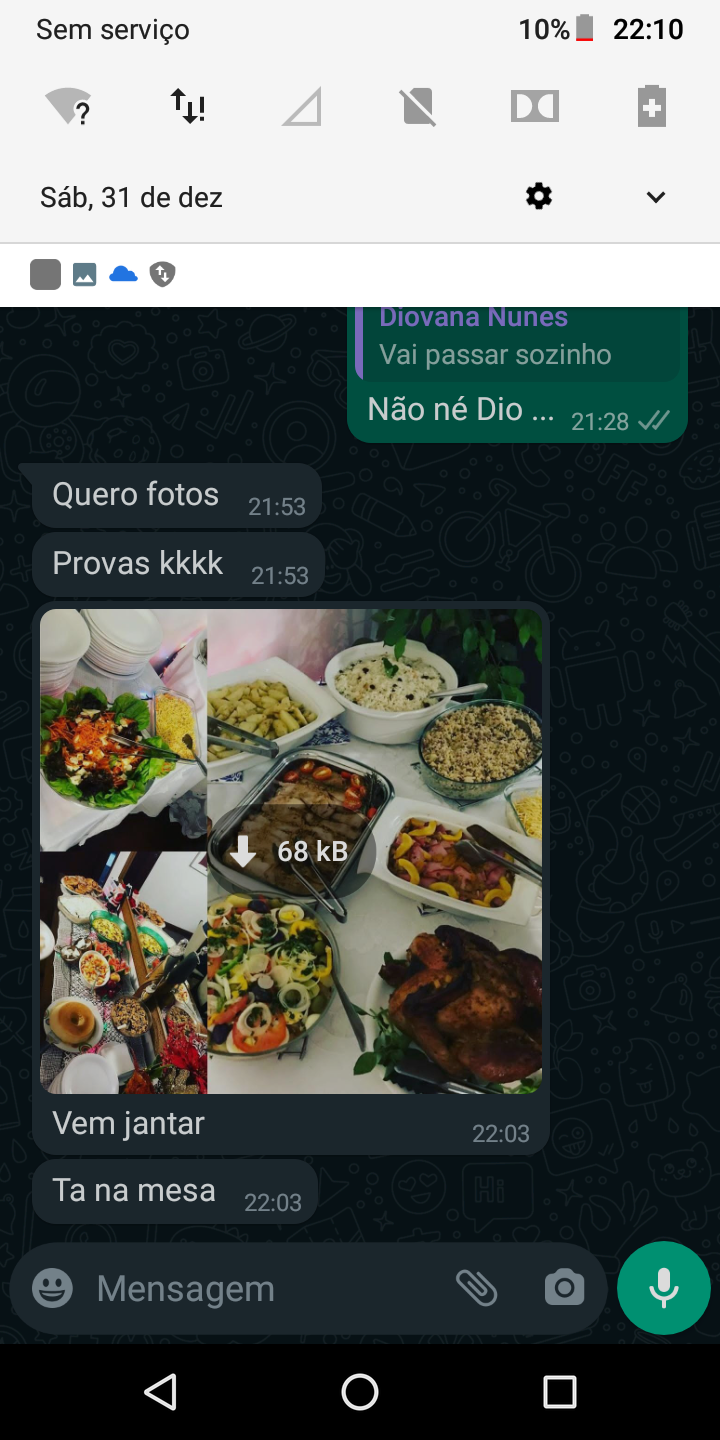 Sem serviço 10% 22:10
Sáb, 31 de dez
Diovana Nunes
Vai passar sozinho
Não né Dio ... 21:28
Quero fotos 21:53
Provas kkkk 21:53
68 kB
Vem jantar 22:03
Ta na mesa 22:03
Mensagem